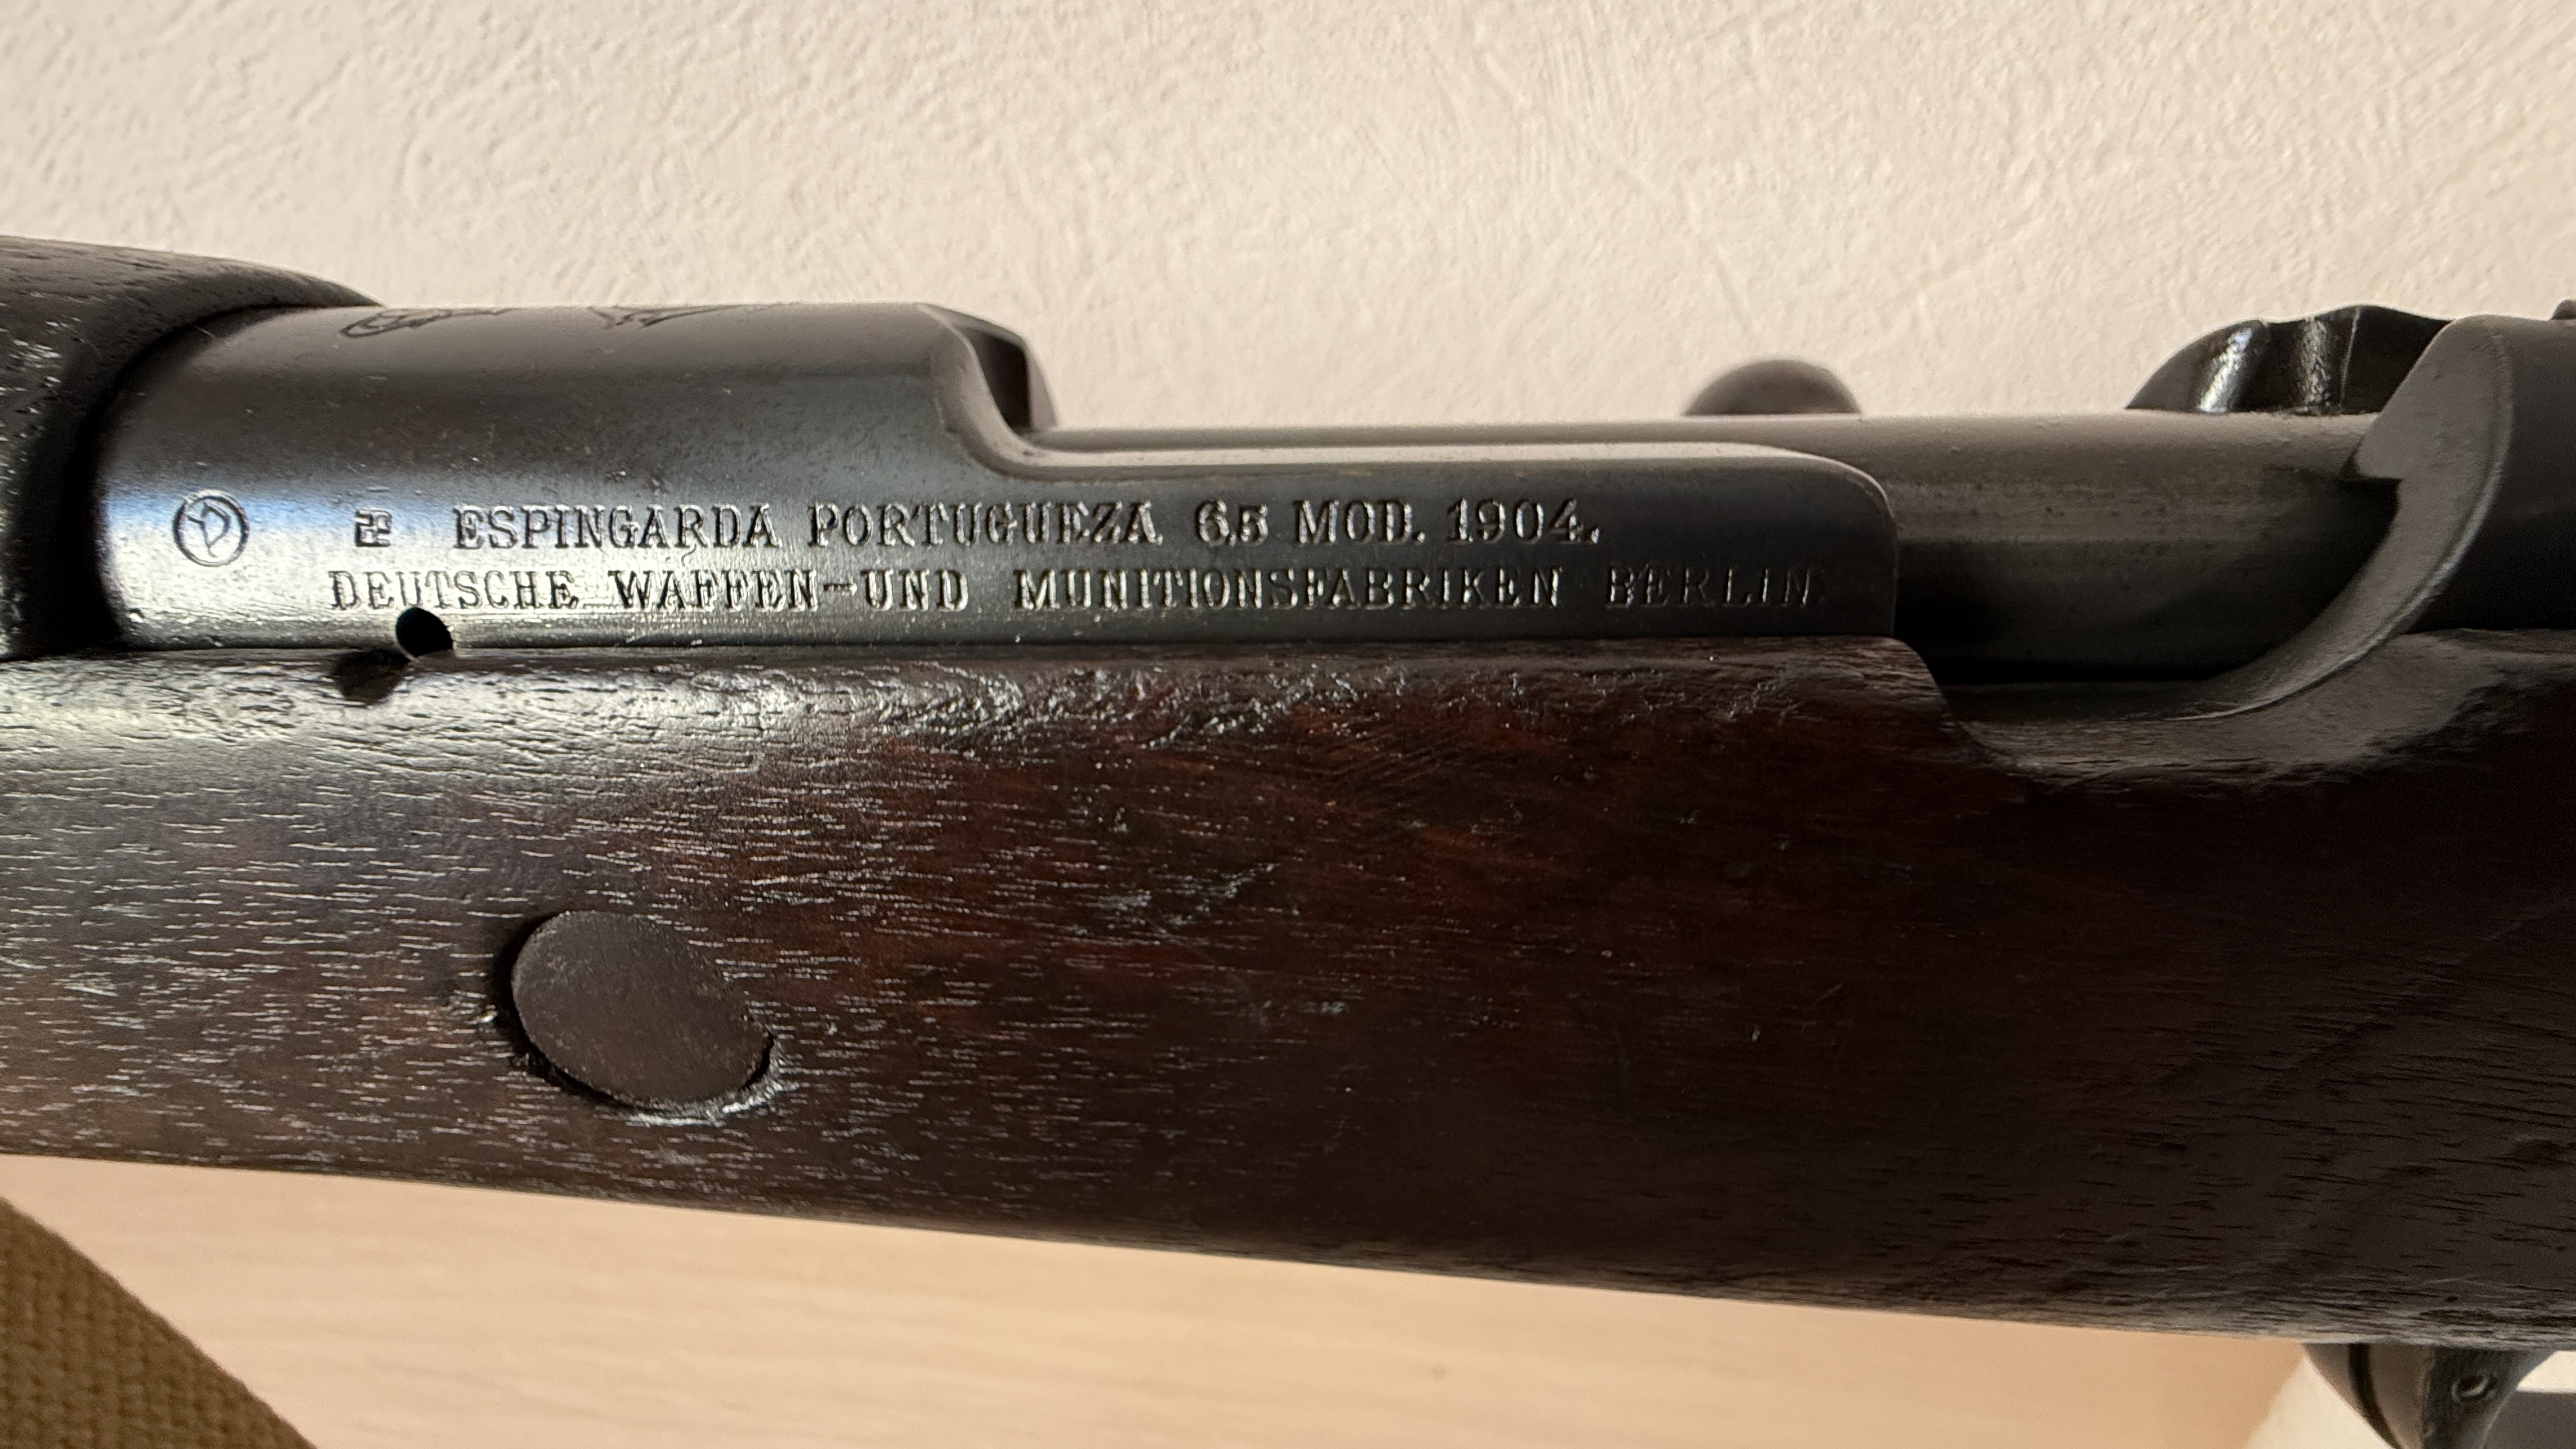 ESPINGARDA PORTUGUEZA 6,5 MOD. 1904.
DEUTSCHE WAFFEN-UND MUNITIONSFABRIKEN BERLIN